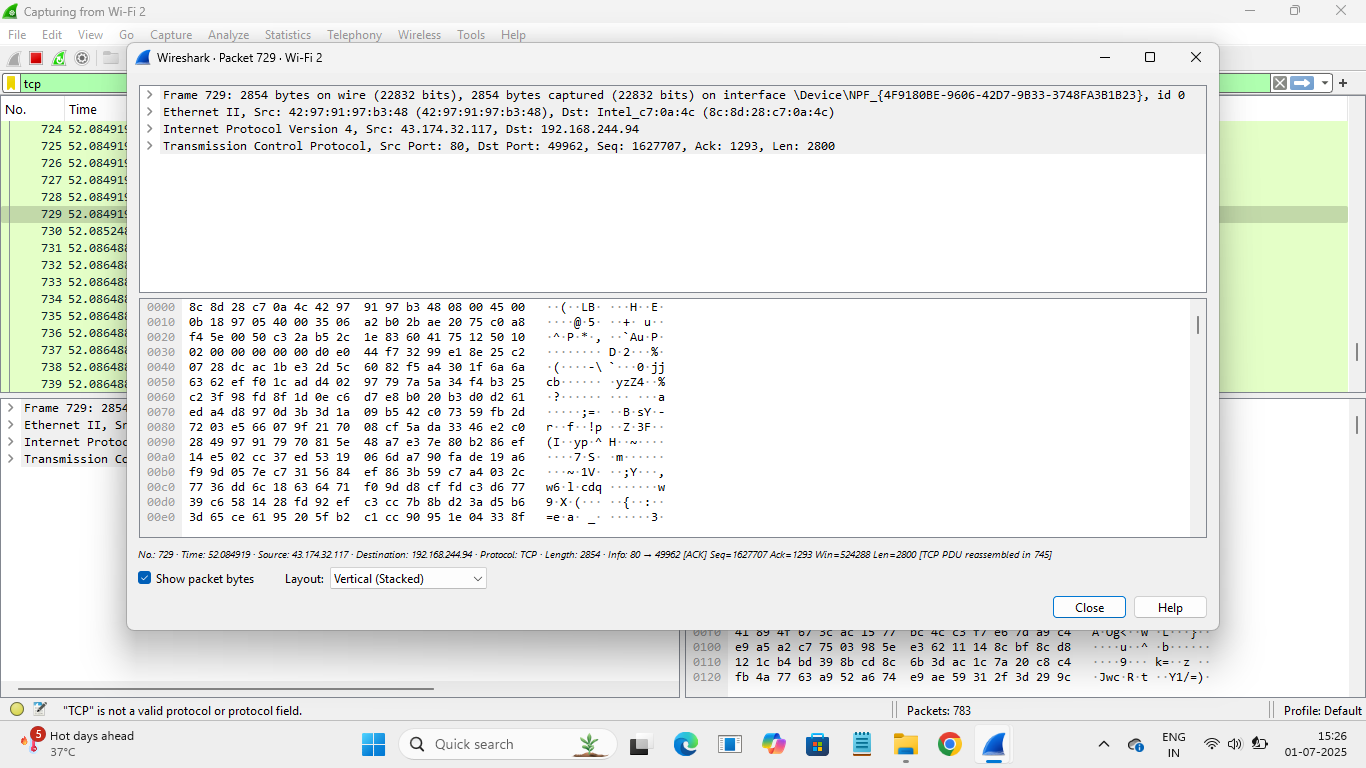 Capturing from Wi-Fi 2
File Edit View Go Capture Analyze Statistics Telephony Wireless Tools Help
Wireshark · Packet 729 · Wi-Fi 2
tcp
No. Time
724 52.084919
725 52.084919
726 52.084919
727 52.084919
728 52.084919
729 52.084919
730 52.085248
731 52.086488
732 52.086488
733 52.086488
734 52.086488
735 52.086488
736 52.086488
737 52.086488
738 52.086488
739 52.086488
Frame 729: 2854 bytes on wire (22832 bits), 2854 bytes captured (22832 bits) on interface \Device\NPF_{4F9180BE-9606-42D7-9B33-3748FA3B1B23}, id 0
Ethernet II, Src: 42:97:91:97:b3:48 (42:97:91:97:b3:48), Dst: Intel_c7:0a:4c (8c:8d:28:c7:0a:4c)
Internet Protocol Version 4, Src: 43.174.32.117, Dst: 192.168.244.94
Transmission Control Protocol, Src Port: 80, Dst Port: 49962, Seq: 1627707, Ack: 1293, Len: 2800
0000 8c 8d 28 c7 0a 4c 42 97 91 97 b3 48 08 00 45 00 ··(··LB· ···H··E·
0010 0b 18 97 05 40 00 35 06 a2 b0 2b ae 20 75 c0 a8 ····@·5· ··+· u··
0020 f4 5e 00 50 c3 2a b5 2c 1e 83 60 41 75 12 50 10 ·^·P·*·, ··`Au·P·
0030 02 00 00 00 00 00 d0 e0 44 f7 32 99 e1 8e 25 c2 ········ D·2···%·
0040 07 28 dc ac 1b e3 2d 5c 60 82 f5 a4 30 1f 6a 6a ·(····-\ `···0·jj
0050 63 62 ef f0 1c ad d4 02 97 79 7a 5a 34 f4 b3 25 cb······ ·yzZ4··%
0060 c2 3f 98 fd 8f 1d 0e c6 d7 e8 b0 20 b3 d0 d2 61 ·?······ ··· ···a
0070 ed a4 d8 97 0d 3b 3d 1a 09 b5 42 c0 73 59 fb 2d ·····;=· ··B·sY·-
0080 72 03 e5 66 07 9f 21 70 08 cf 5a da 33 46 e2 c0 r··f··!p ··Z·3F··
0090 28 49 97 91 79 70 81 5e 48 a7 e3 7e 80 b2 86 ef (I··yp·^ H··~····
00a0 14 e5 02 cc 37 ed 53 19 06 6d a7 90 fa de 19 a6 ····7·S· ·m······
00b0 f9 9d 05 7e c7 31 56 84 ef 86 3b 59 c7 a4 03 2c ···~·1V· ··;Y···,
00c0 77 36 dd 6c 18 63 64 71 f0 9d d8 cf fd c3 d6 77 w6·l·cdq ·······w
00d0 39 c6 58 14 28 fd 92 ef c3 cc 7b 8b d2 3a d5 b6 9·X·(··· ··{··:··
00e0 3d 65 ce 61 95 20 5f b2 c1 cc 90 95 1e 04 33 8f =e·a· _· ······3·
No.: 729 · Time: 52.084919 · Source: 43.174.32.117 · Destination: 192.168.244.94 · Protocol: TCP · Length: 2854 · Info: 80 → 49962 [ACK] Seq=1627707 Ack=1293 Win=524288 Len=2800 [TCP PDU reassembled in 745]
Show packet bytes Layout: Vertical (Stacked)
Close Help
Frame 729: 2854
Ethernet II, Sr
Internet Protoc
Transmission Co
00f0 41 89 4f 67 3c ac 15 77 bc 4c c3 f7 e6 7d a9 c4 A·Og<··w ·L···}··
0100 e9 a5 a2 c7 75 03 98 5e e3 62 11 14 8c bf 8c d8 ····u··^ ·b······
0110 12 1c b4 bd 39 8b cd 8c 6b 3d ac 1c 7a 20 c8 c4 ····9··· k=··z ··
0120 fb 4a 77 63 a9 52 a6 74 e9 ae 59 31 2f 3d 29 9c ·Jwc·R·t ··Y1/=)·
"TCP" is not a valid protocol or protocol field.
Packets: 783
Profile: Default
5
Hot days ahead
37°C
Quick search
ENG
IN
15:26
01-07-2025